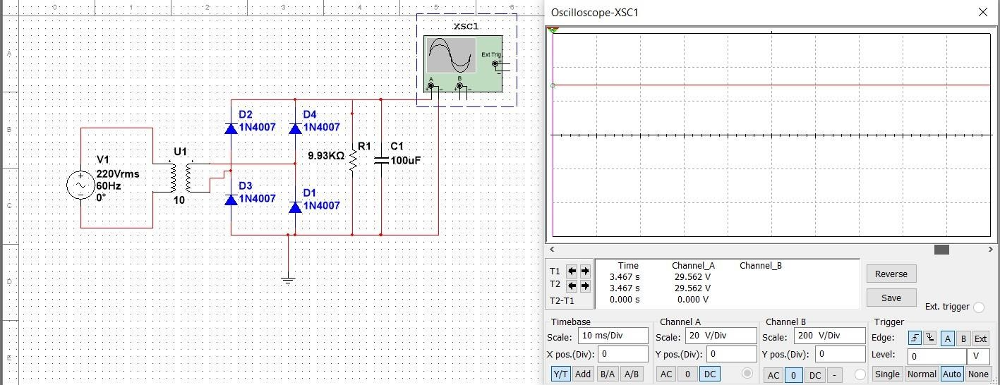 0 1 2 3 4 5 6
A
B
C
D
E
XSC1
Ext Trig
+
–
A B
+ – + –
D2
1N4007
D4
1N4007
V1
220Vrms
60Hz
0°
U1
10
R1
9.93KΩ
C1
100uF
D3
1N4007
D1
1N4007
Oscilloscope-XSC1
Time Channel_A Channel_B
T1 3.467 s 29.562 V
T2 3.467 s 29.562 V
T2-T1 0.000 s 0.000 V
Reverse
Save
Ext. trigger
Timebase
Scale: 10 ms/Div
X pos.(Div): 0
Y/T Add B/A A/B
Channel A
Scale: 20 V/Div
Y pos.(Div): 0
AC 0 DC
Channel B
Scale: 200 V/Div
Y pos.(Div): 0
AC 0 DC -
Trigger
Edge: A B Ext
Level: 0 V
Single Normal Auto None